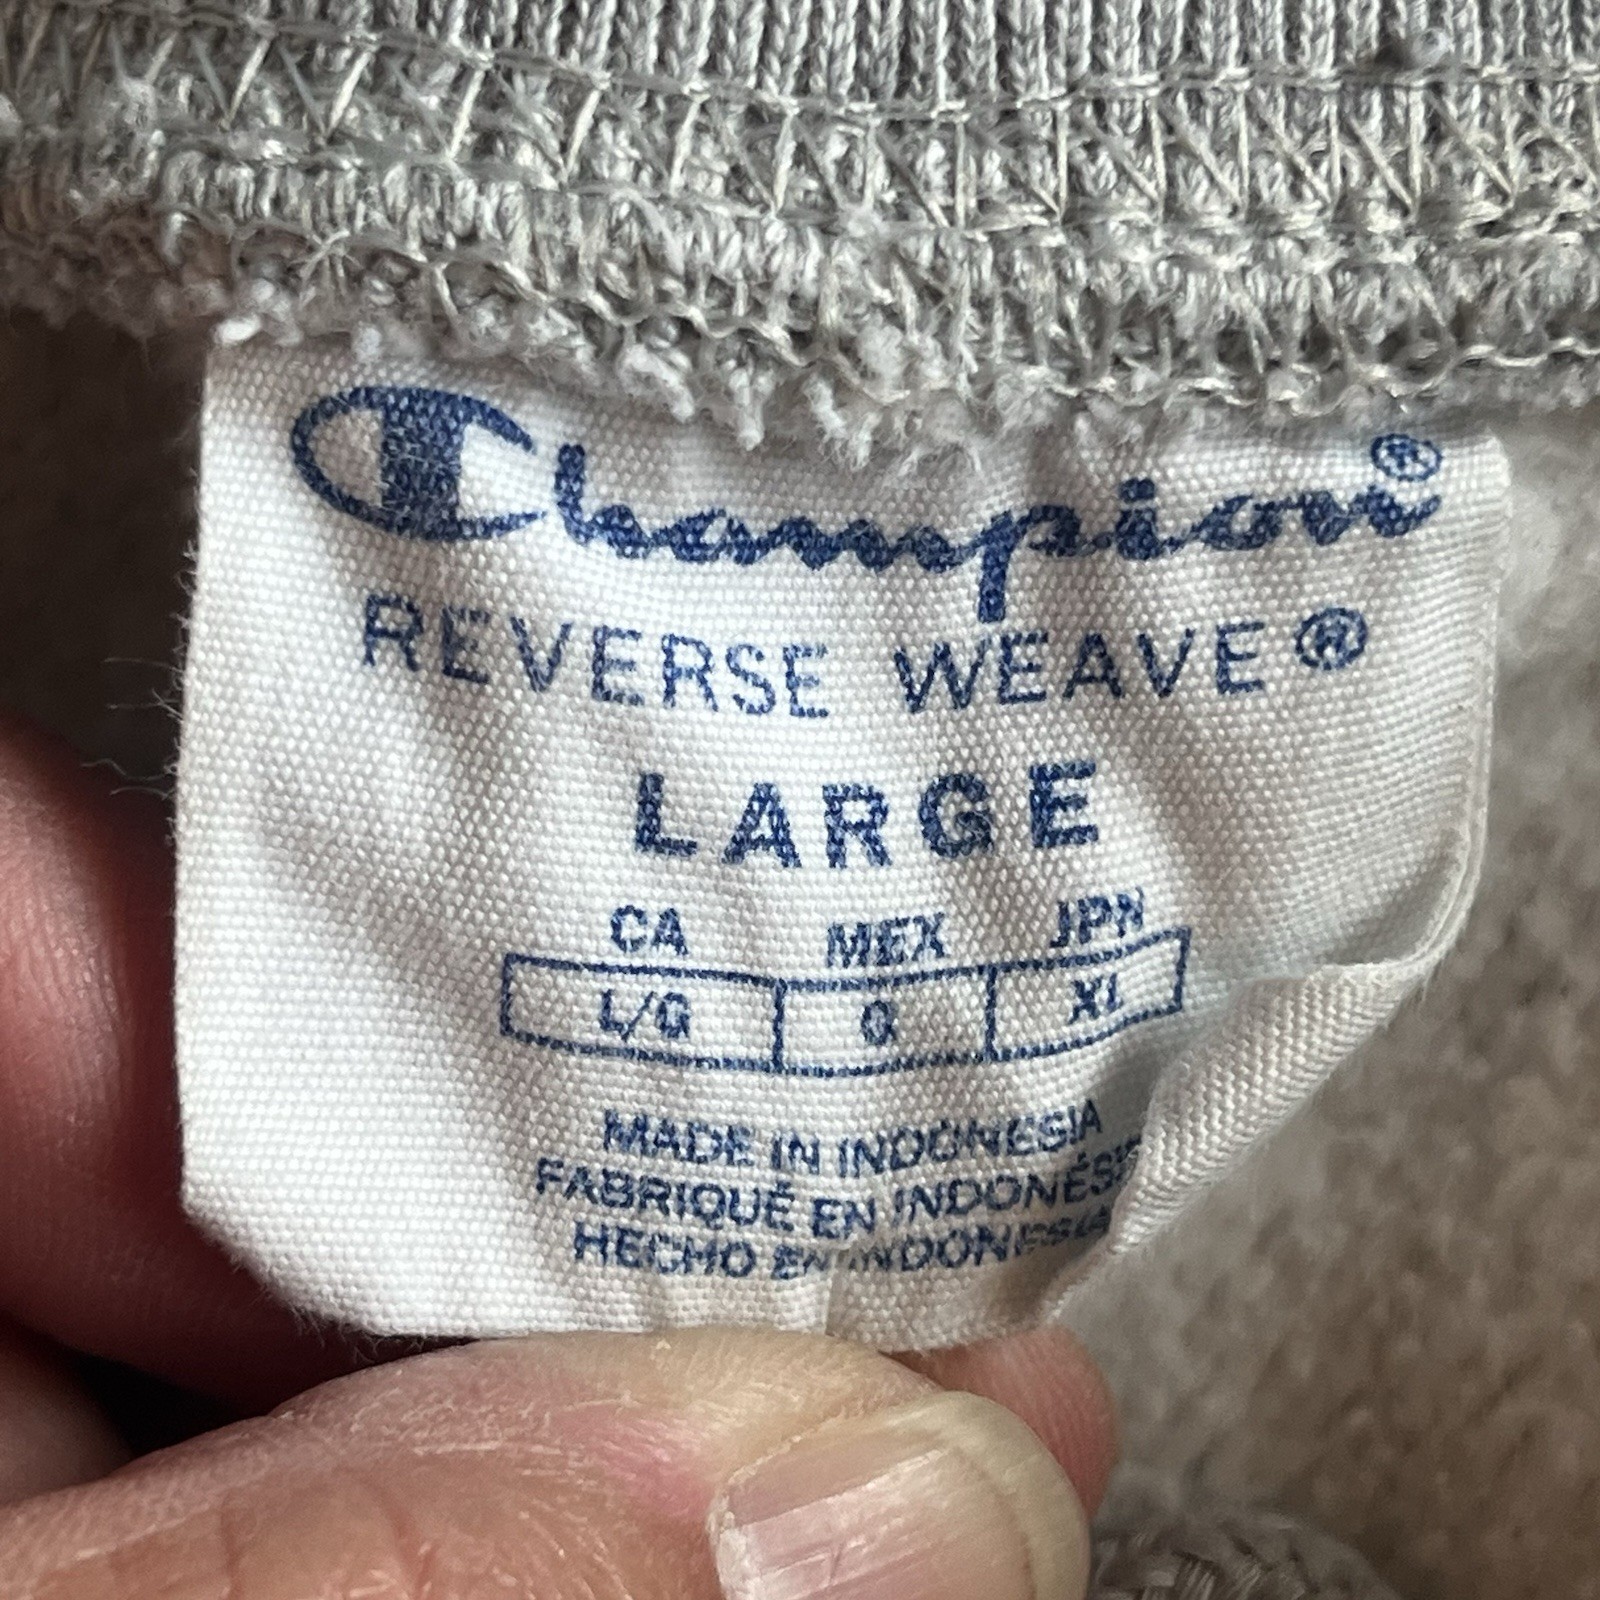 Champion®
REVERSE WEAVE®
LARGE
CA MEX JPN
L/G G XL
MADE IN INDONESIA
FABRIQUÉ EN INDONÉSIE
HECHO EN INDONESIA